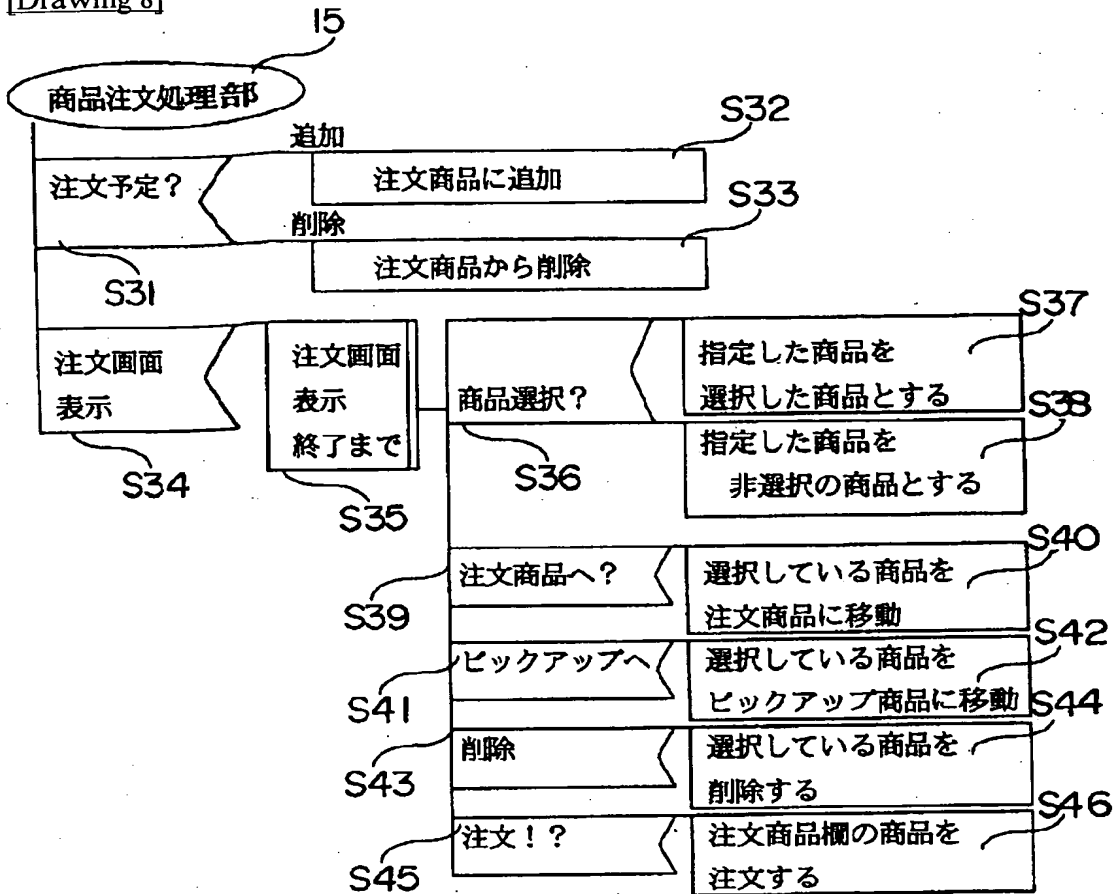 [Drawing 8]
15
商品注文処理部
追加
S32
注文予定？
注文商品に追加
S33
削除
注文商品から削除
S31
S37
注文画面
表示
注文画面
表示
終了まで
商品選択？
指定した商品を
選択した商品とする
S38
指定した商品を
非選択の商品とする
S34
S35
S36
S40
注文商品へ？
選択している商品を
注文商品に移動
S39
S42
ピックアップへ
選択している商品を
ピックアップ商品に移動
S41
S44
削除
選択している商品を
削除する
S43
S46
注文！？
注文商品欄の商品を
注文する
S45